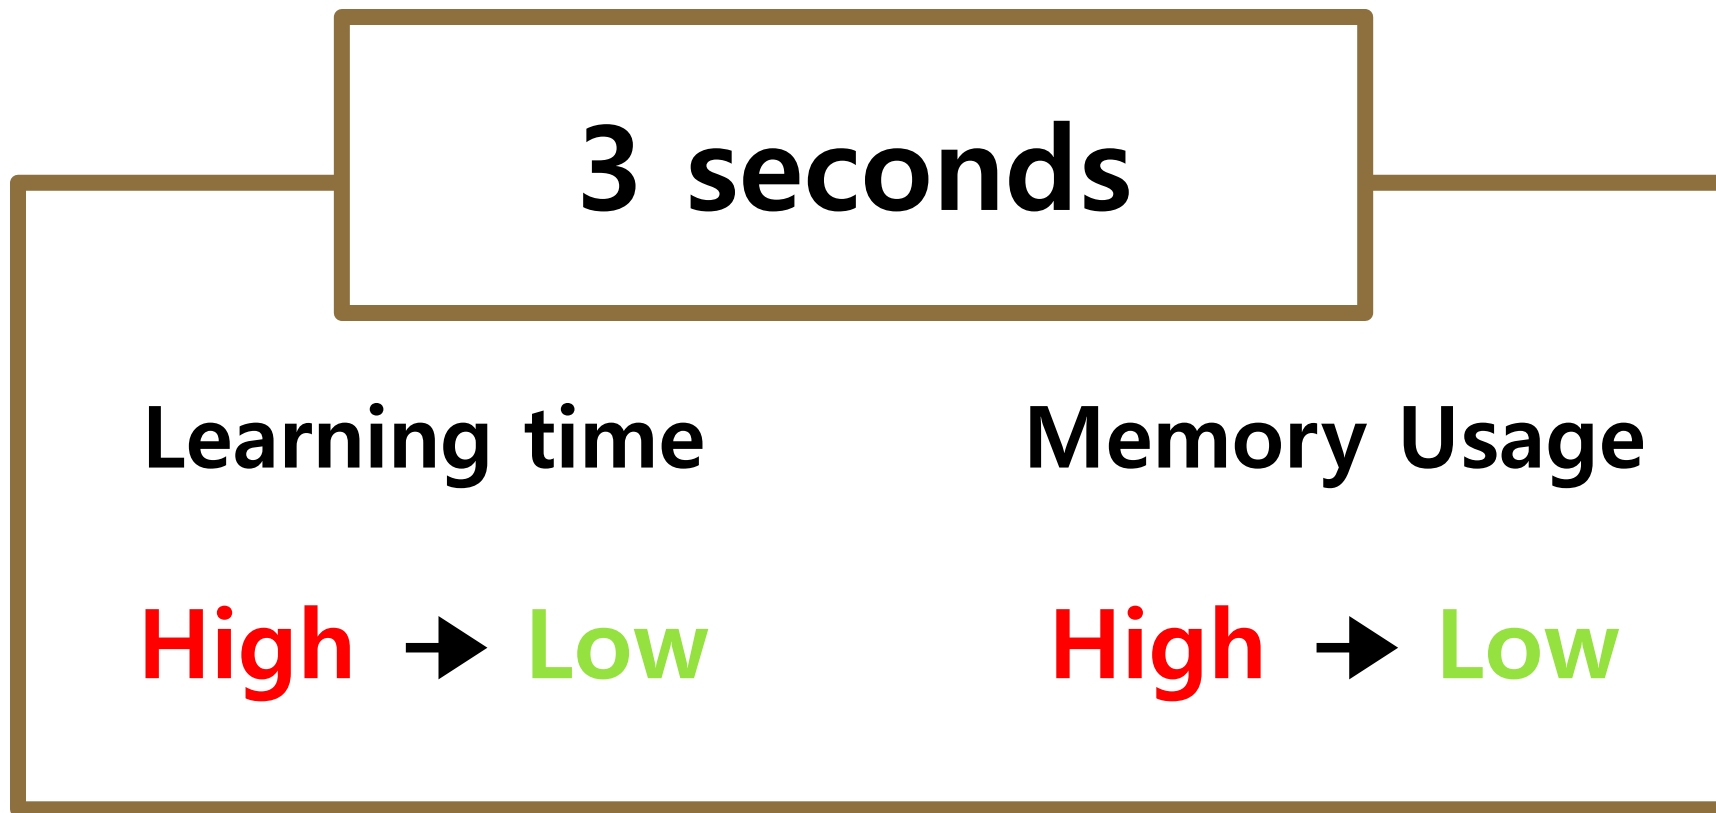 3 seconds
Learning time
Memory Usage
High → Low
High → Low